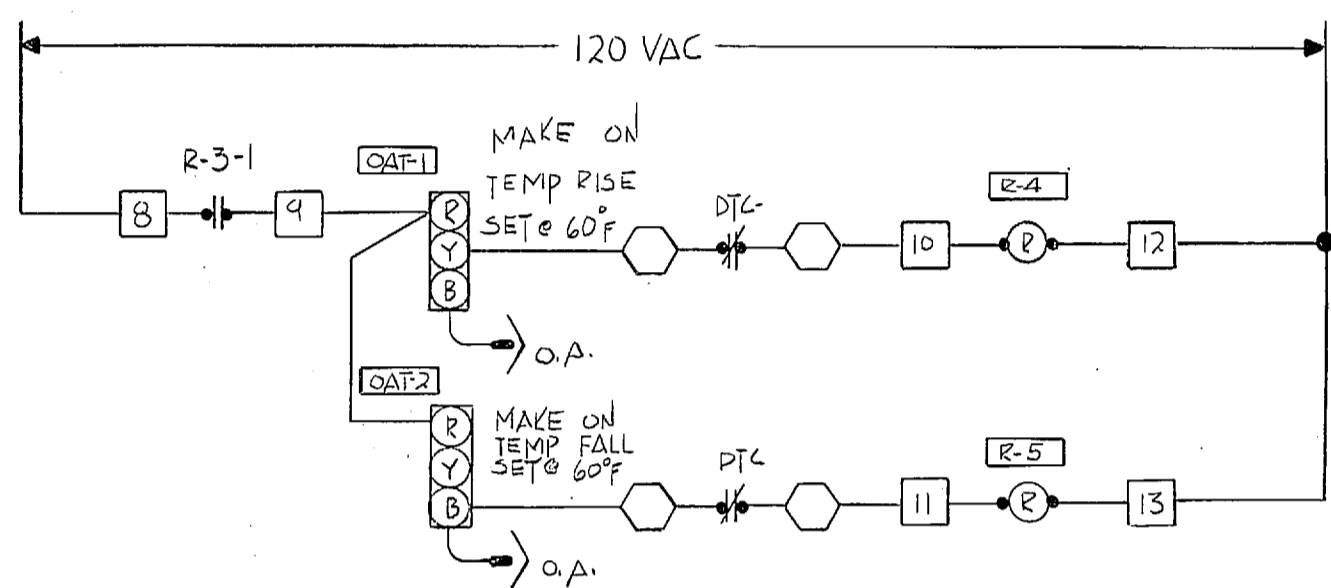 120 VAC
R-3-1
OAT-1
MAKE ON
TEMP RISE
SET@ 60°F
8
9
R
Y
B
DTC-
10
R-4
R
12
O.A.
OAT-2
R
Y
B
MAKE ON
TEMP FALL
SET@ 60°F
DTC
11
R-5
R
13
O.A.